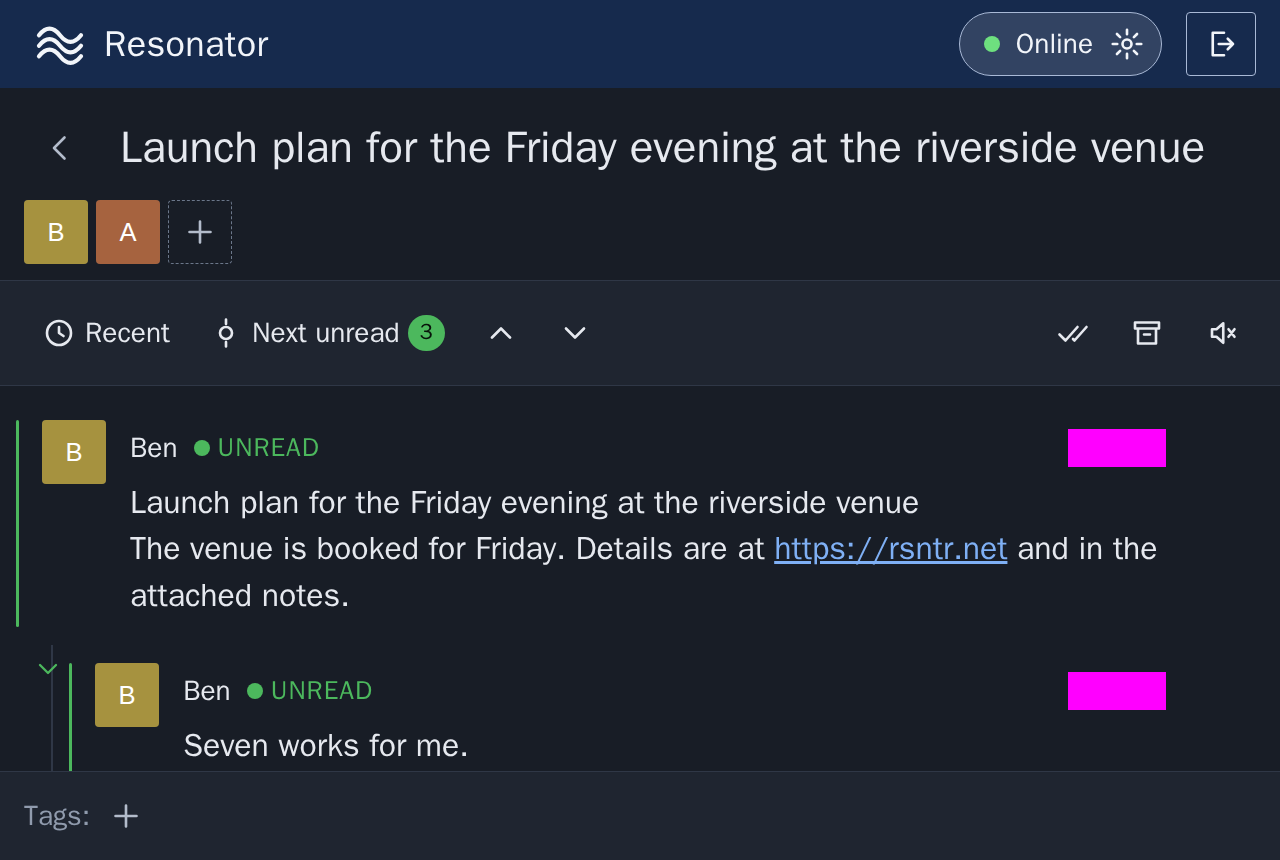 Resonator
Online
Launch plan for the Friday evening at the riverside venue
B A
Recent Next unread 3
B Ben UNREAD
Launch plan for the Friday evening at the riverside venue
The venue is booked for Friday. Details are at https://rsntr.net and in the
attached notes.
B Ben UNREAD
Seven works for me.
Tags: